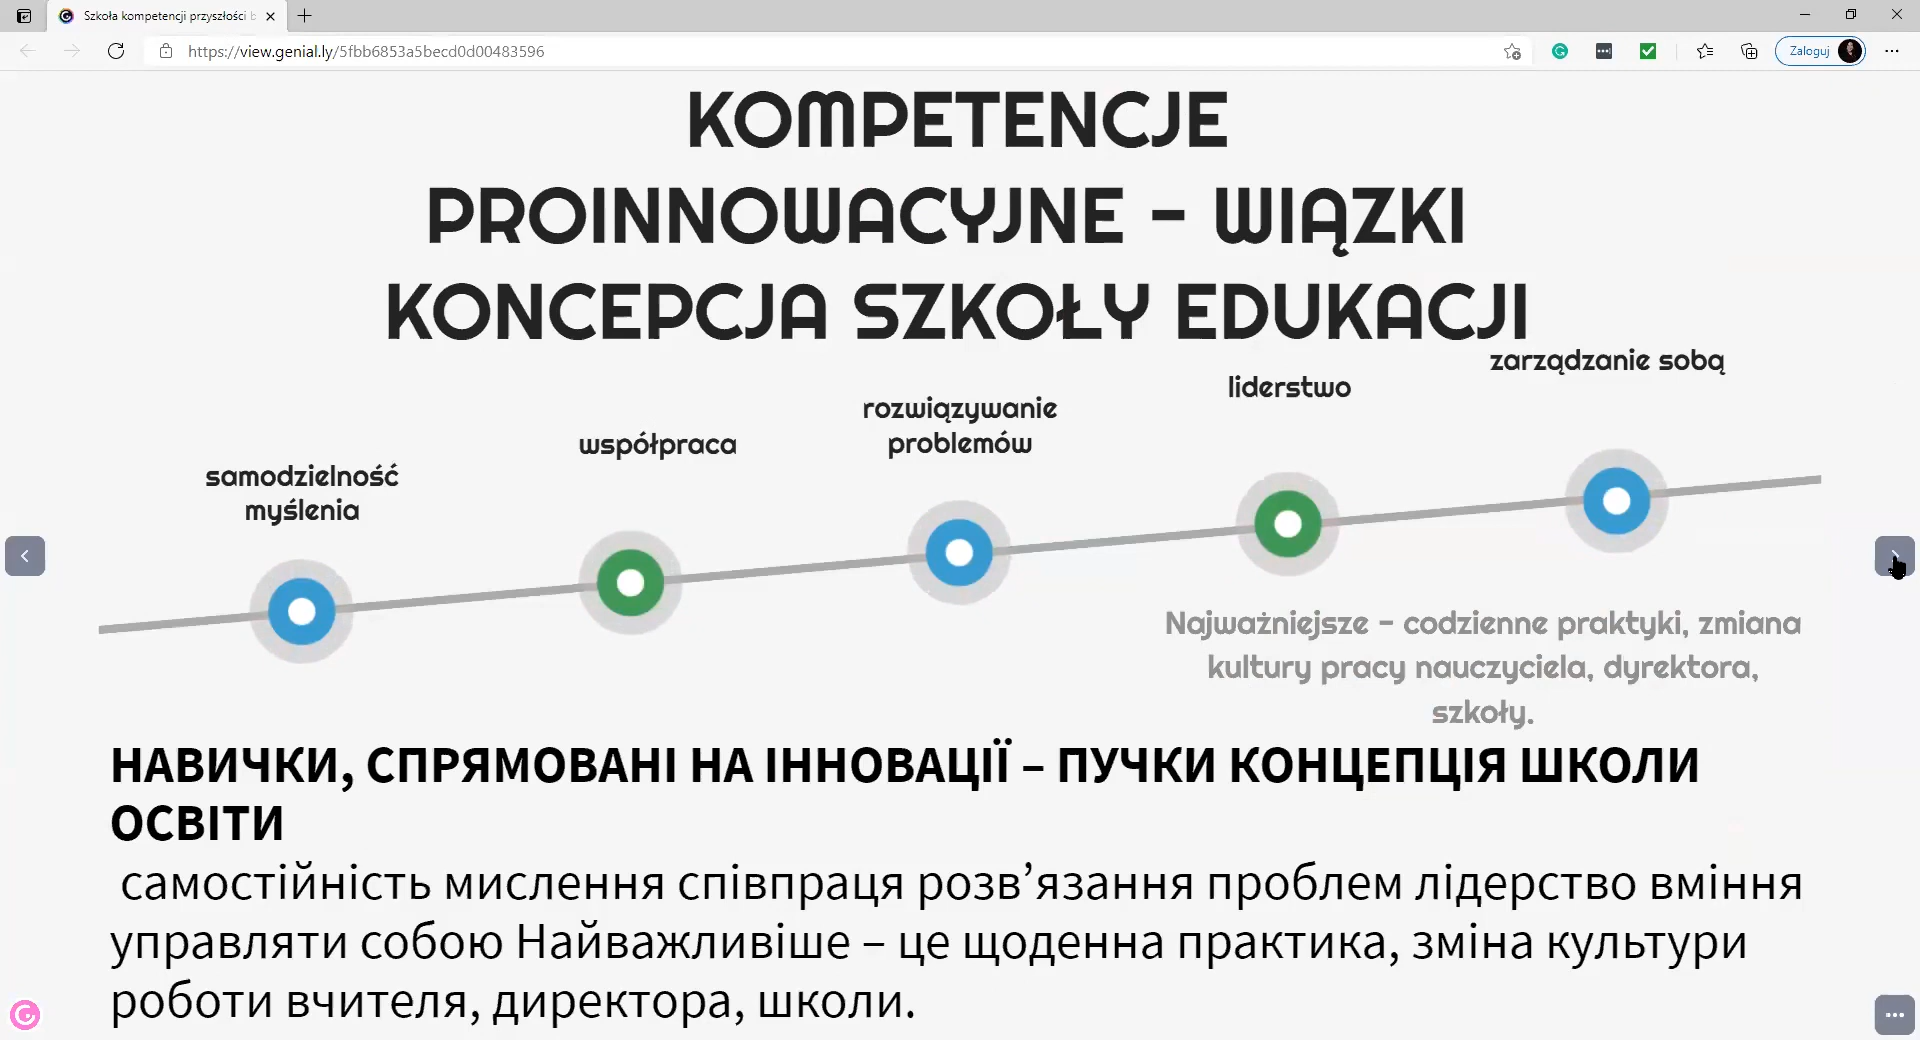 Szkoła kompetencji przyszłości b
https://view.genial.ly/5fbb6853a5becd0d00483596
Zaloguj
KOMPETENCJE
PROINNOWACYJNE - WIĄZKI
KONCEPCJA SZKOŁY EDUKACJI
samodzielność
myślenia
współpraca
rozwiązywanie
problemów
liderstwo
zarządzanie sobą
Najważniejsze - codzienne praktyki, zmiana
kultury pracy nauczyciela, dyrektora,
szkoły.
НАВИЧКИ, СПРЯМОВАНІ НА ІННОВАЦІЇ – ПУЧКИ КОНЦЕПЦІЯ ШКОЛИ
ОСВІТИ
самостійність мислення співпраця розв’язання проблем лідерство вміння
управляти собою Найважливіше – це щоденна практика, зміна культури
роботи вчителя, директора, школи.